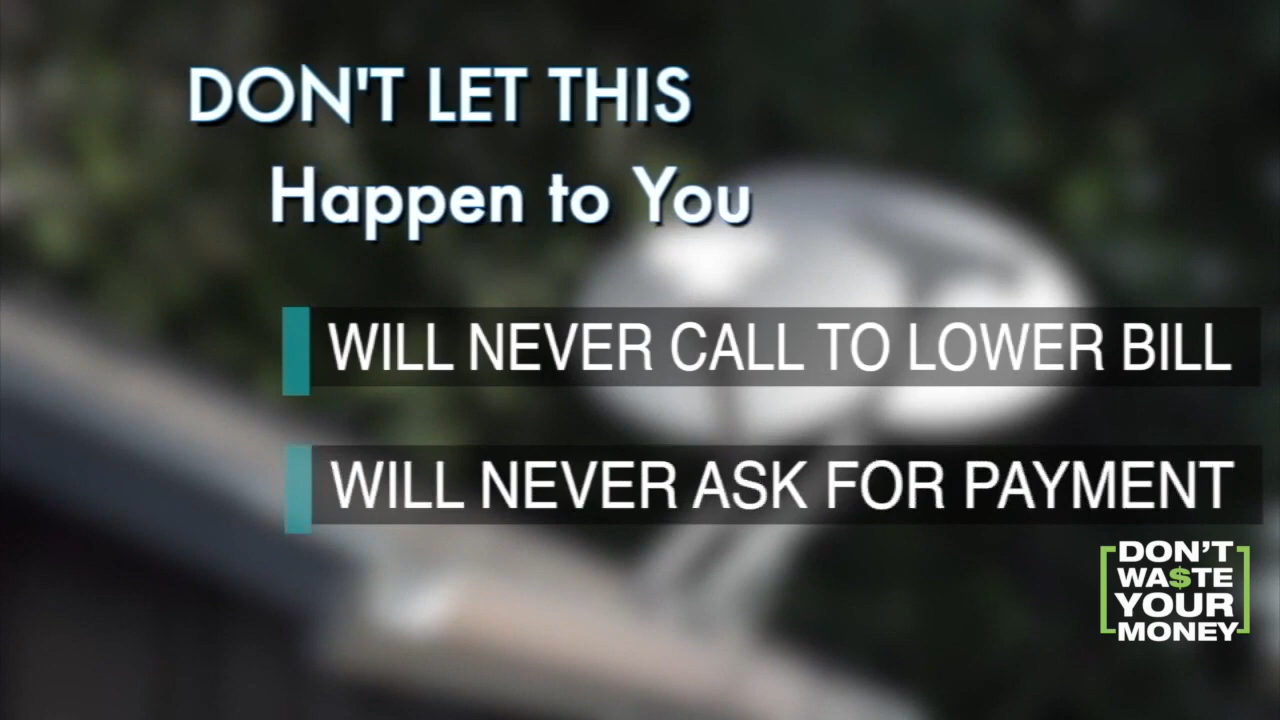 DON'T LET THIS
Happen to You
WILL NEVER CALL TO LOWER BILL
WILL NEVER ASK FOR PAYMENT
DON'T
WA$TE
YOUR
MONEY